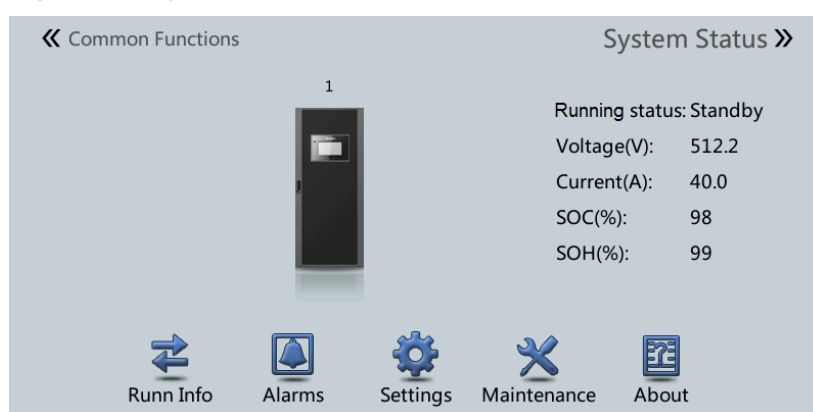 « Common Functions
System Status »
1
Running status: Standby
Voltage(V): 512.2
Current(A): 40.0
SOC(%): 98
SOH(%): 99
Runn Info
Alarms
Settings
Maintenance
About